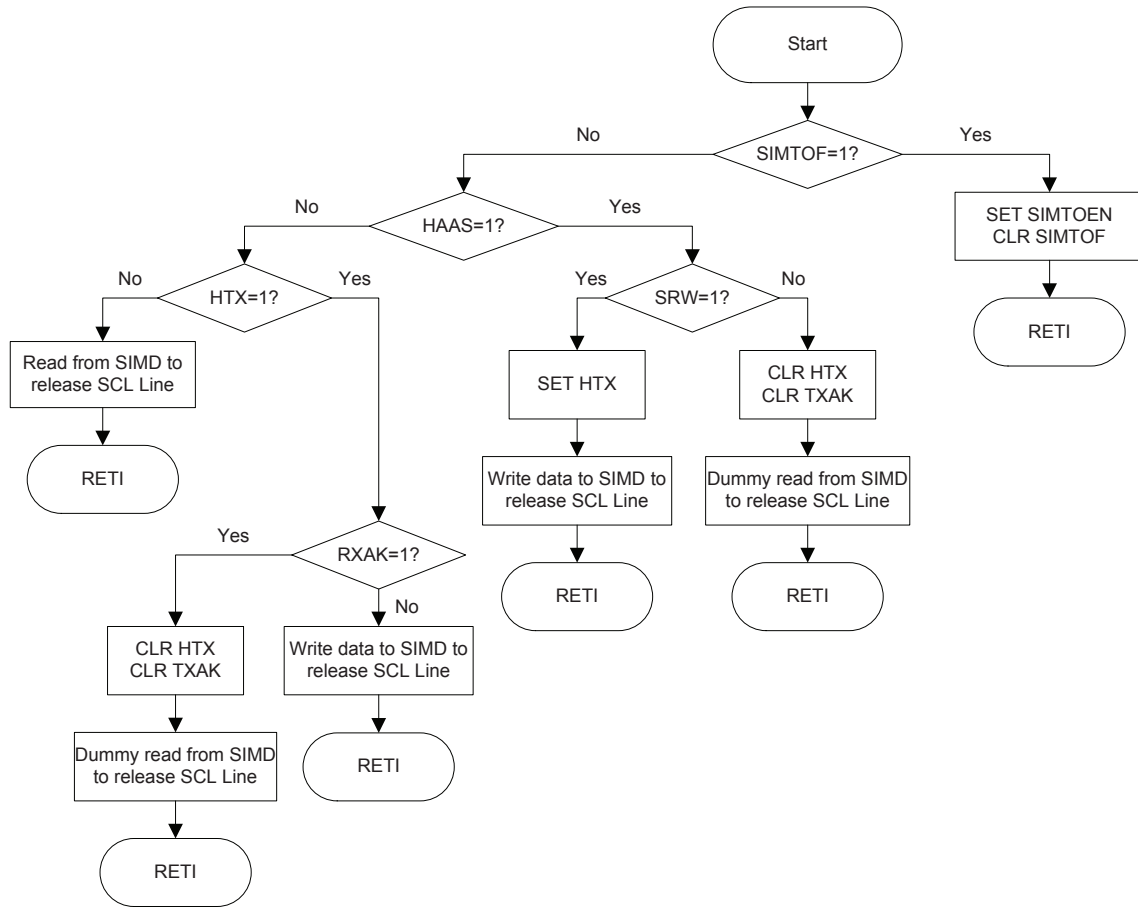 Start
No
Yes
SIMTOF=1?
No
Yes
HAAS=1?
SET SIMTOEN
CLR SIMTOF
No
Yes
Yes
No
HTX=1?
SRW=1?
RETI
Read from SIMD to
release SCL Line
SET HTX
CLR HTX
CLR TXAK
RETI
Write data to SIMD to
release SCL Line
Dummy read from SIMD
to release SCL Line
Yes
RXAK=1?
No
RETI
RETI
CLR HTX
CLR TXAK
Write data to SIMD to
release SCL Line
Dummy read from SIMD
to release SCL Line
RETI
RETI